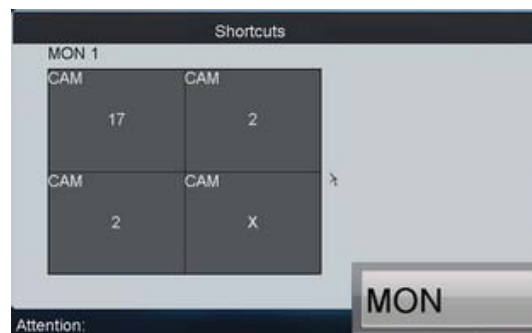 Shortcuts
MON 1
CAM CAM
17 2
CAM CAM
2 X
MON
Attention: